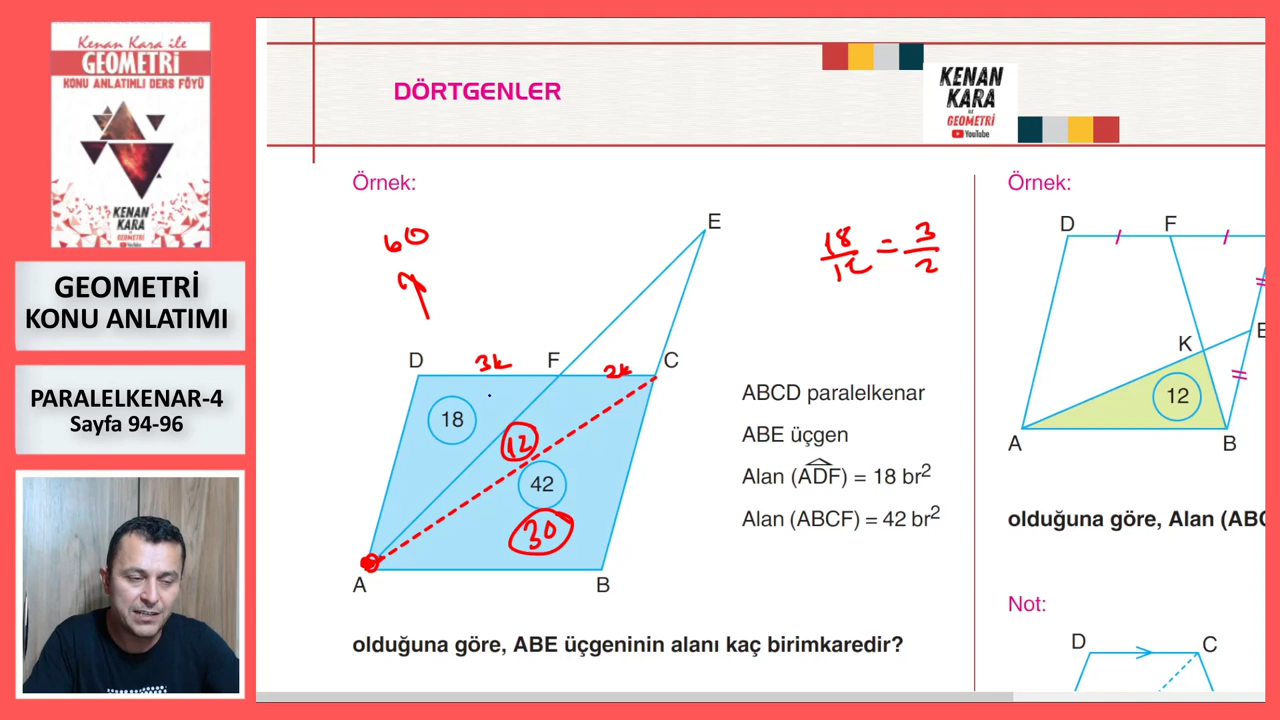 Kenan Kara ile
GEOMETRİ
KONU ANLATIMLI DERS FÖYÜ
KENAN
KARA
ile
GEOMETRİ
YouTube
GEOMETRİ
KONU ANLATIMI
PARALELKENAR-4
Sayfa 94-96
DÖRTGENLER
KENAN
KARA
ile
GEOMETRİ
YouTube
Örnek:
60
E
18/12 = 3/2
D
3k
F
2k
C
18
12
42
30
A
B
ABCD paralelkenar
ABE üçgen
Alan (ADF) = 18 br²
Alan (ABCF) = 42 br²
olduğuna göre, ABE üçgeninin alanı kaç birimkaredir?
Örnek:
D
F
K
E
12
A
B
olduğuna göre, Alan (ABC
Not:
D
C